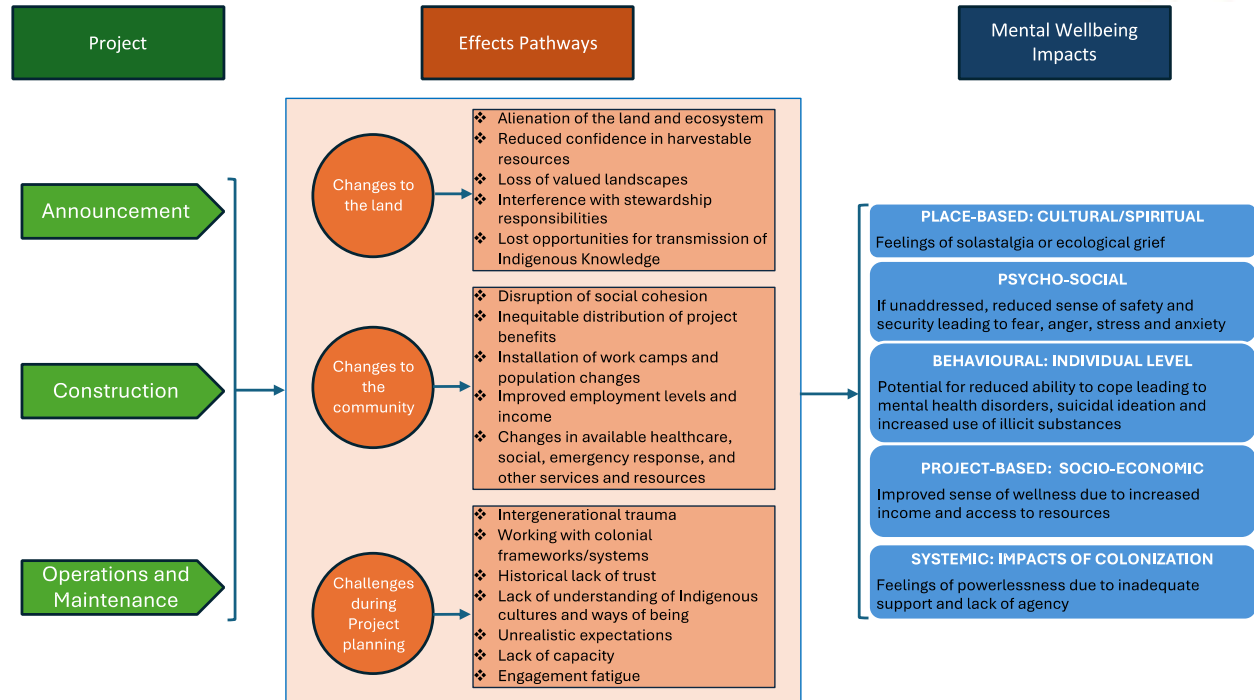 Project
Effects Pathways
Mental Wellbeing
Impacts
Announcement
Construction
Operations and
Maintenance
Changes to
the land
❖ Alienation of the land and ecosystem
❖ Reduced confidence in harvestable
resources
❖ Loss of valued landscapes
❖ Interference with stewardship
responsibilities
❖ Lost opportunities for transmission of
Indigenous Knowledge
Changes to
the
community
❖ Disruption of social cohesion
❖ Inequitable distribution of project
benefits
❖ Installation of work camps and
population changes
❖ Improved employment levels and
income
❖ Changes in available healthcare,
social, emergency response, and
other services and resources
Challenges
during
Project
planning
❖ Intergenerational trauma
❖ Working with colonial
frameworks/systems
❖ Historical lack of trust
❖ Lack of understanding of Indigenous
cultures and ways of being
❖ Unrealistic expectations
❖ Lack of capacity
❖ Engagement fatigue
PLACE-BASED: CULTURAL/SPIRITUAL
Feelings of solastalgia or ecological grief
PSYCHO-SOCIAL
If unaddressed, reduced sense of safety and
security leading to fear, anger, stress and anxiety
BEHAVIOURAL: INDIVIDUAL LEVEL
Potential for reduced ability to cope leading to
mental health disorders, suicidal ideation and
increased use of illicit substances
PROJECT-BASED: SOCIO-ECONOMIC
Improved sense of wellness due to increased
income and access to resources
SYSTEMIC: IMPACTS OF COLONIZATION
Feelings of powerlessness due to inadequate
support and lack of agency